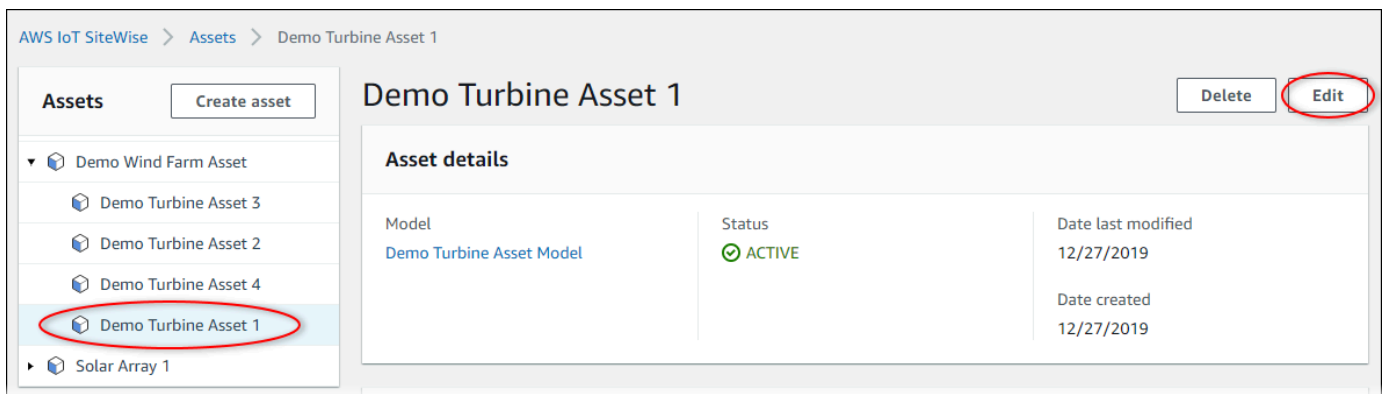 AWS IoT SiteWise > Assets > Demo Turbine Asset 1
Assets
Create asset
Demo Wind Farm Asset
Demo Turbine Asset 3
Demo Turbine Asset 2
Demo Turbine Asset 4
Demo Turbine Asset 1
Solar Array 1
Demo Turbine Asset 1
Delete
Edit
Asset details
Model
Demo Turbine Asset Model
Status
ACTIVE
Date last modified
12/27/2019
Date created
12/27/2019